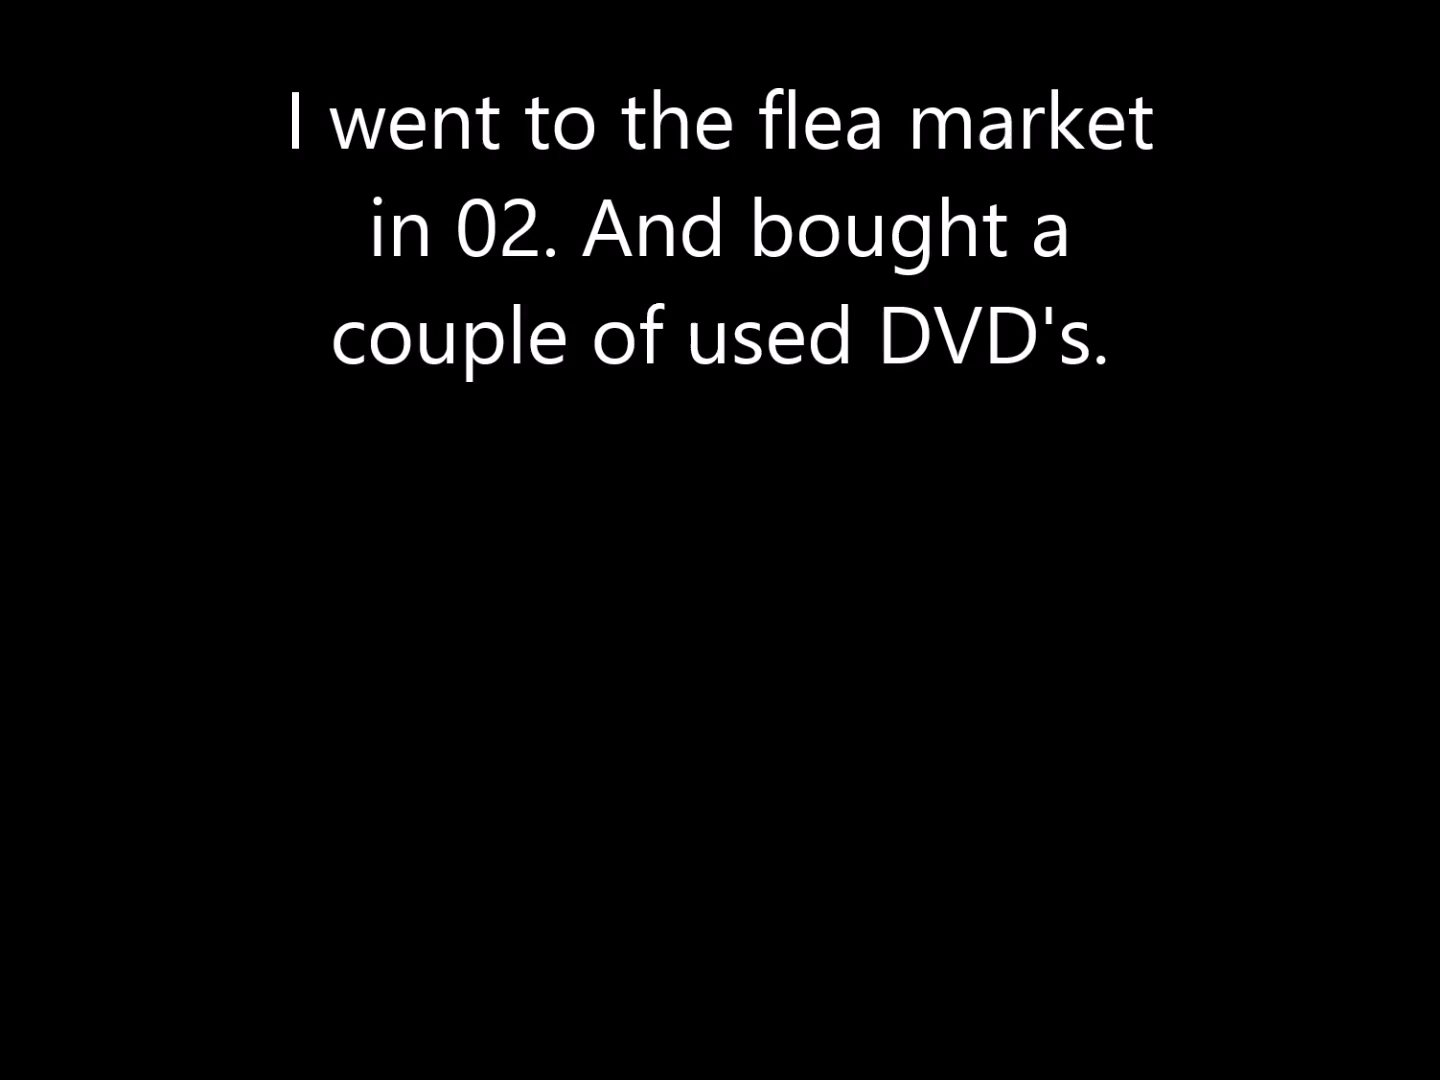 I went to the flea market
in 02. And bought a
couple of used DVD's.